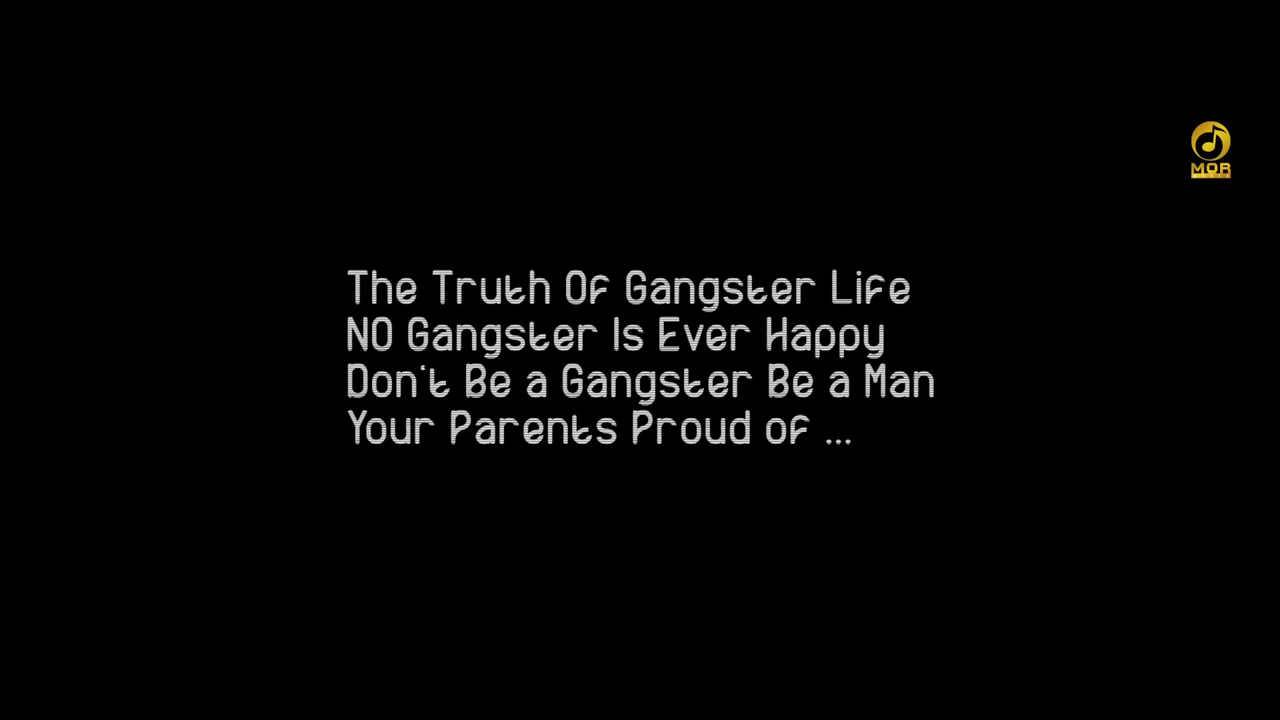 MOR
The Truth Of Gangster Life
NO Gangster Is Ever Happy
Don't Be a Gangster Be a Man
Your Parents Proud of ...